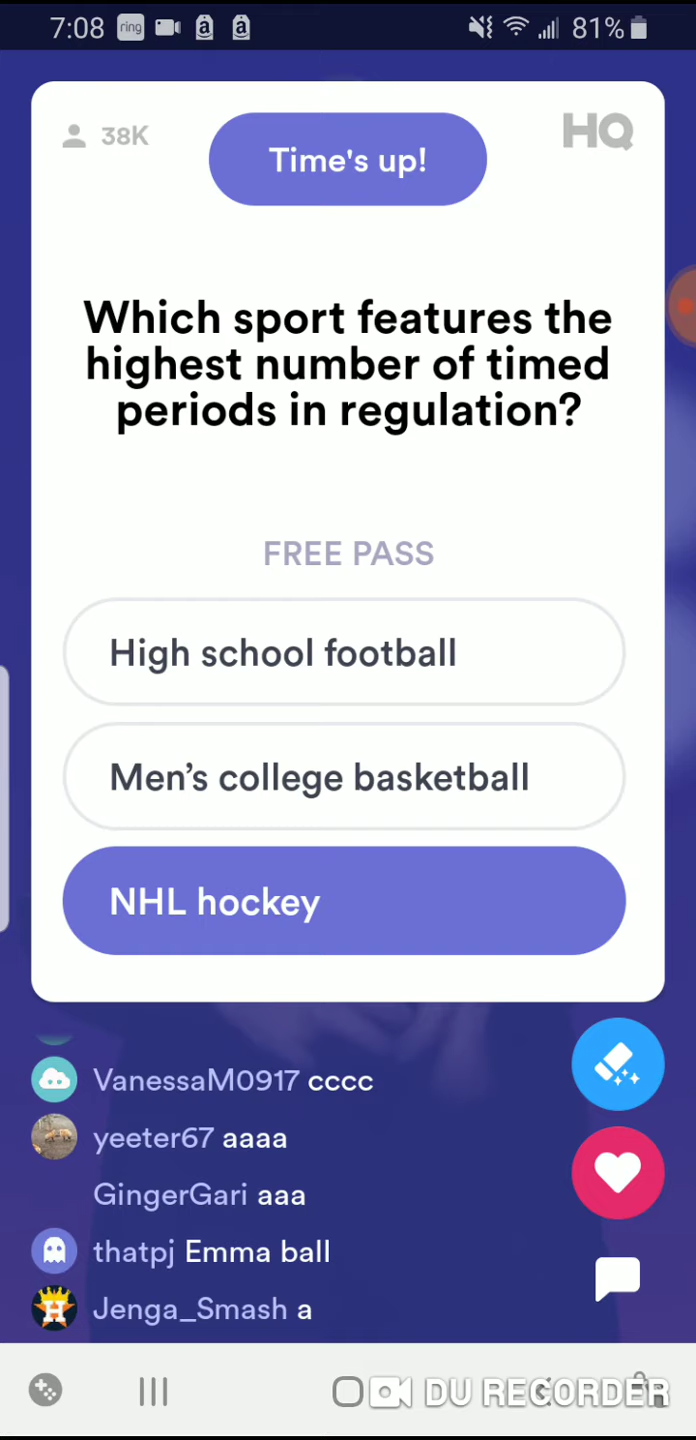 7:08 ring a a 81%
38K
Time's up!
HQ
Which sport features the
highest number of timed
periods in regulation?
FREE PASS
High school football
Men's college basketball
NHL hockey
VanessaM0917 cccc
yeeter67 aaaa
GingerGari aaa
thatpj Emma ball
H
Jenga_Smash a
DU RECORDER